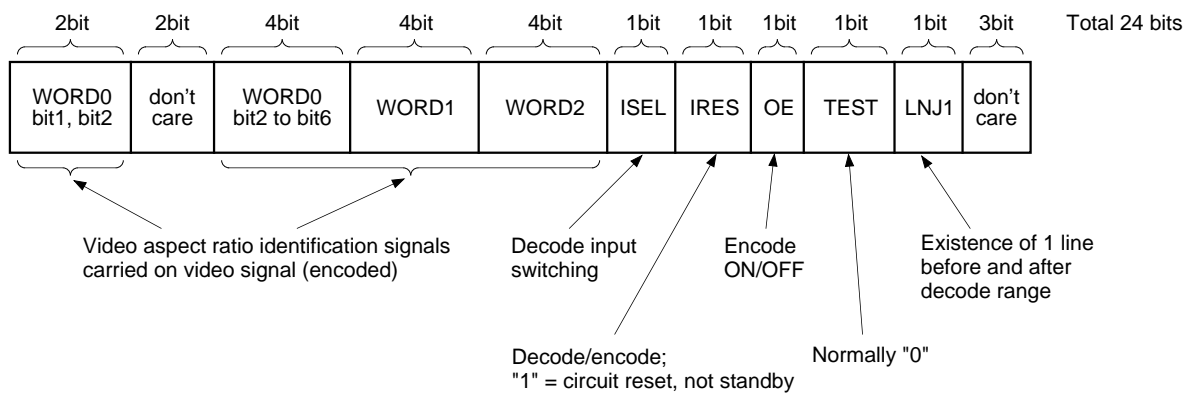 2bit 2bit 4bit 4bit 4bit 1bit 1bit 1bit 1bit 1bit 3bit Total 24 bits
WORD0
bit1, bit2
don't
care
WORD0
bit2 to bit6
WORD1
WORD2
ISEL
IRES
OE
TEST
LNJ1
don't
care
Video aspect ratio identification signals
carried on video signal (encoded)
Decode input
switching
Encode
ON/OFF
Existence of 1 line
before and after
decode range
Decode/encode;
"1" = circuit reset, not standby
Normally "0"